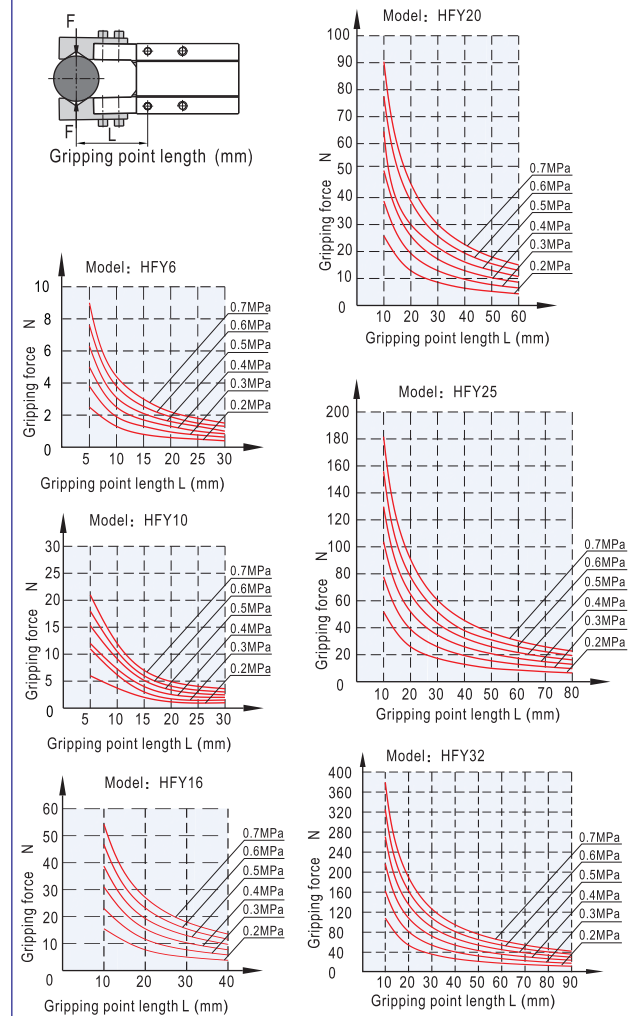 F
F
L
Gripping point length (mm)
Model: HFY6
Gripping force N
10
8
6
4
2
0
0.7MPa
0.6MPa
0.5MPa
0.4MPa
0.3MPa
0.2MPa
5 10 15 20 25 30
Gripping point length L (mm)
Model: HFY10
Gripping force N
30
25
20
15
10
5
0
0.7MPa
0.6MPa
0.5MPa
0.4MPa
0.3MPa
0.2MPa
5 10 15 20 25 30
Gripping point length L (mm)
Model: HFY16
Gripping force N
60
50
40
30
20
10
0
0.7MPa
0.6MPa
0.5MPa
0.4MPa
0.3MPa
0.2MPa
10 20 30 40
Gripping point length L (mm)
Model: HFY20
Gripping force N
100
90
80
70
60
50
40
30
20
10
0
0.7MPa
0.6MPa
0.5MPa
0.4MPa
0.3MPa
0.2MPa
10 20 30 40 50 60
Gripping point length L (mm)
Model: HFY25
Gripping force N
200
180
160
140
120
100
80
60
40
20
0
0.7MPa
0.6MPa
0.5MPa
0.4MPa
0.3MPa
0.2MPa
10 20 30 40 50 60 70 80
Gripping point length L (mm)
Model: HFY32
Gripping force N
400
360
320
280
240
200
160
120
80
40
0
0.7MPa
0.6MPa
0.5MPa
0.4MPa
0.3MPa
0.2MPa
10 20 30 40 50 60 70 80 90
Gripping point length L (mm)